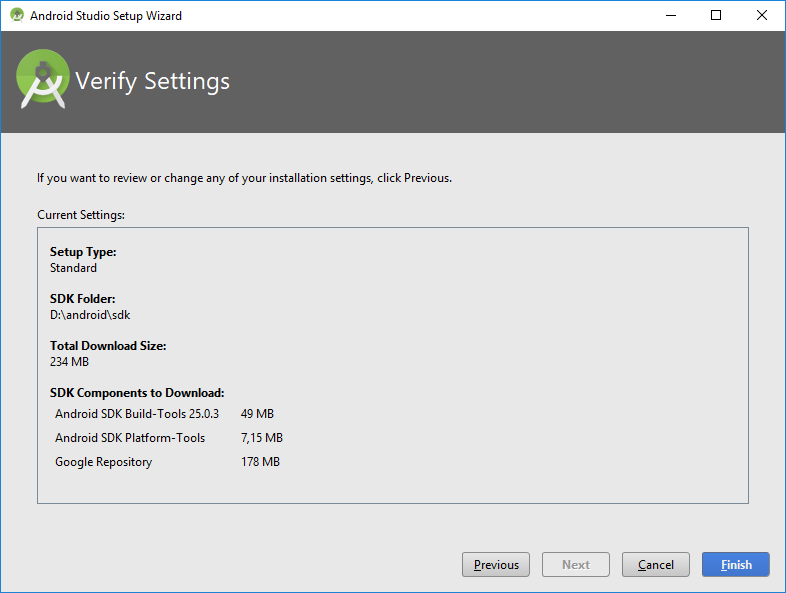 Android Studio Setup Wizard
Verify Settings
If you want to review or change any of your installation settings, click Previous.
Current Settings:
Setup Type:
Standard
SDK Folder:
D:\android\sdk
Total Download Size:
234 MB
SDK Components to Download:
Android SDK Build-Tools 25.0.3 49 MB
Android SDK Platform-Tools 7,15 MB
Google Repository 178 MB
Previous Next Cancel Finish